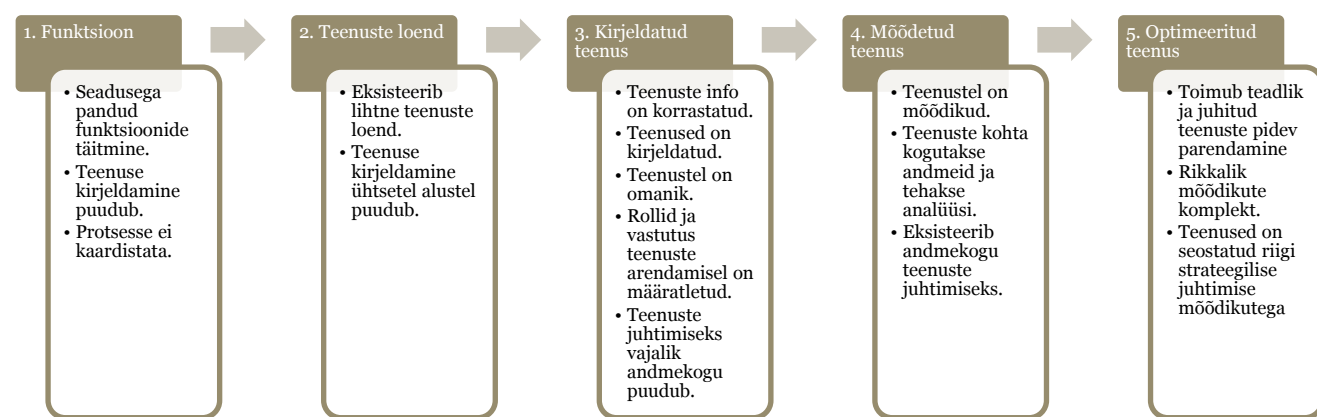 1. Funktsioon
• Seadusega
pandud
funktsioonide
täitmine.
• Teenuse
kirjeldamine
puudub.
• Protsesse ei
kaardistata.
2. Teenuste loend
• Eksisteerib
lihtne teenuste
loend.
• Teenuse
kirjeldamine
ühtsetel alustel
puudub.
3. Kirjeldatud
teenus
• Teenuste info
on korrastatud.
• Teenused on
kirjeldatud.
• Teenustel on
omanik.
• Rollid ja
vastutus
teenuste
arendamisel on
määratletud.
• Teenuste
juhtimiseks
vajalik
andmekogu
puudub.
4. Mõõdetud
teenus
• Teenustel on
mõõdikud.
• Teenuste kohta
kogutakse
andmeid ja
tehakse
analüüsi.
• Eksisteerib
andmekogu
teenuste
juhtimiseks.
5. Optimeeritud
teenus
• Toimub teadlik
ja juhitud
teenuste pidev
parendamine
• Rikkalik
mõõdikute
komplekt.
• Teenused on
seostatud riigi
strateegilise
juhtimise
mõõdikutega